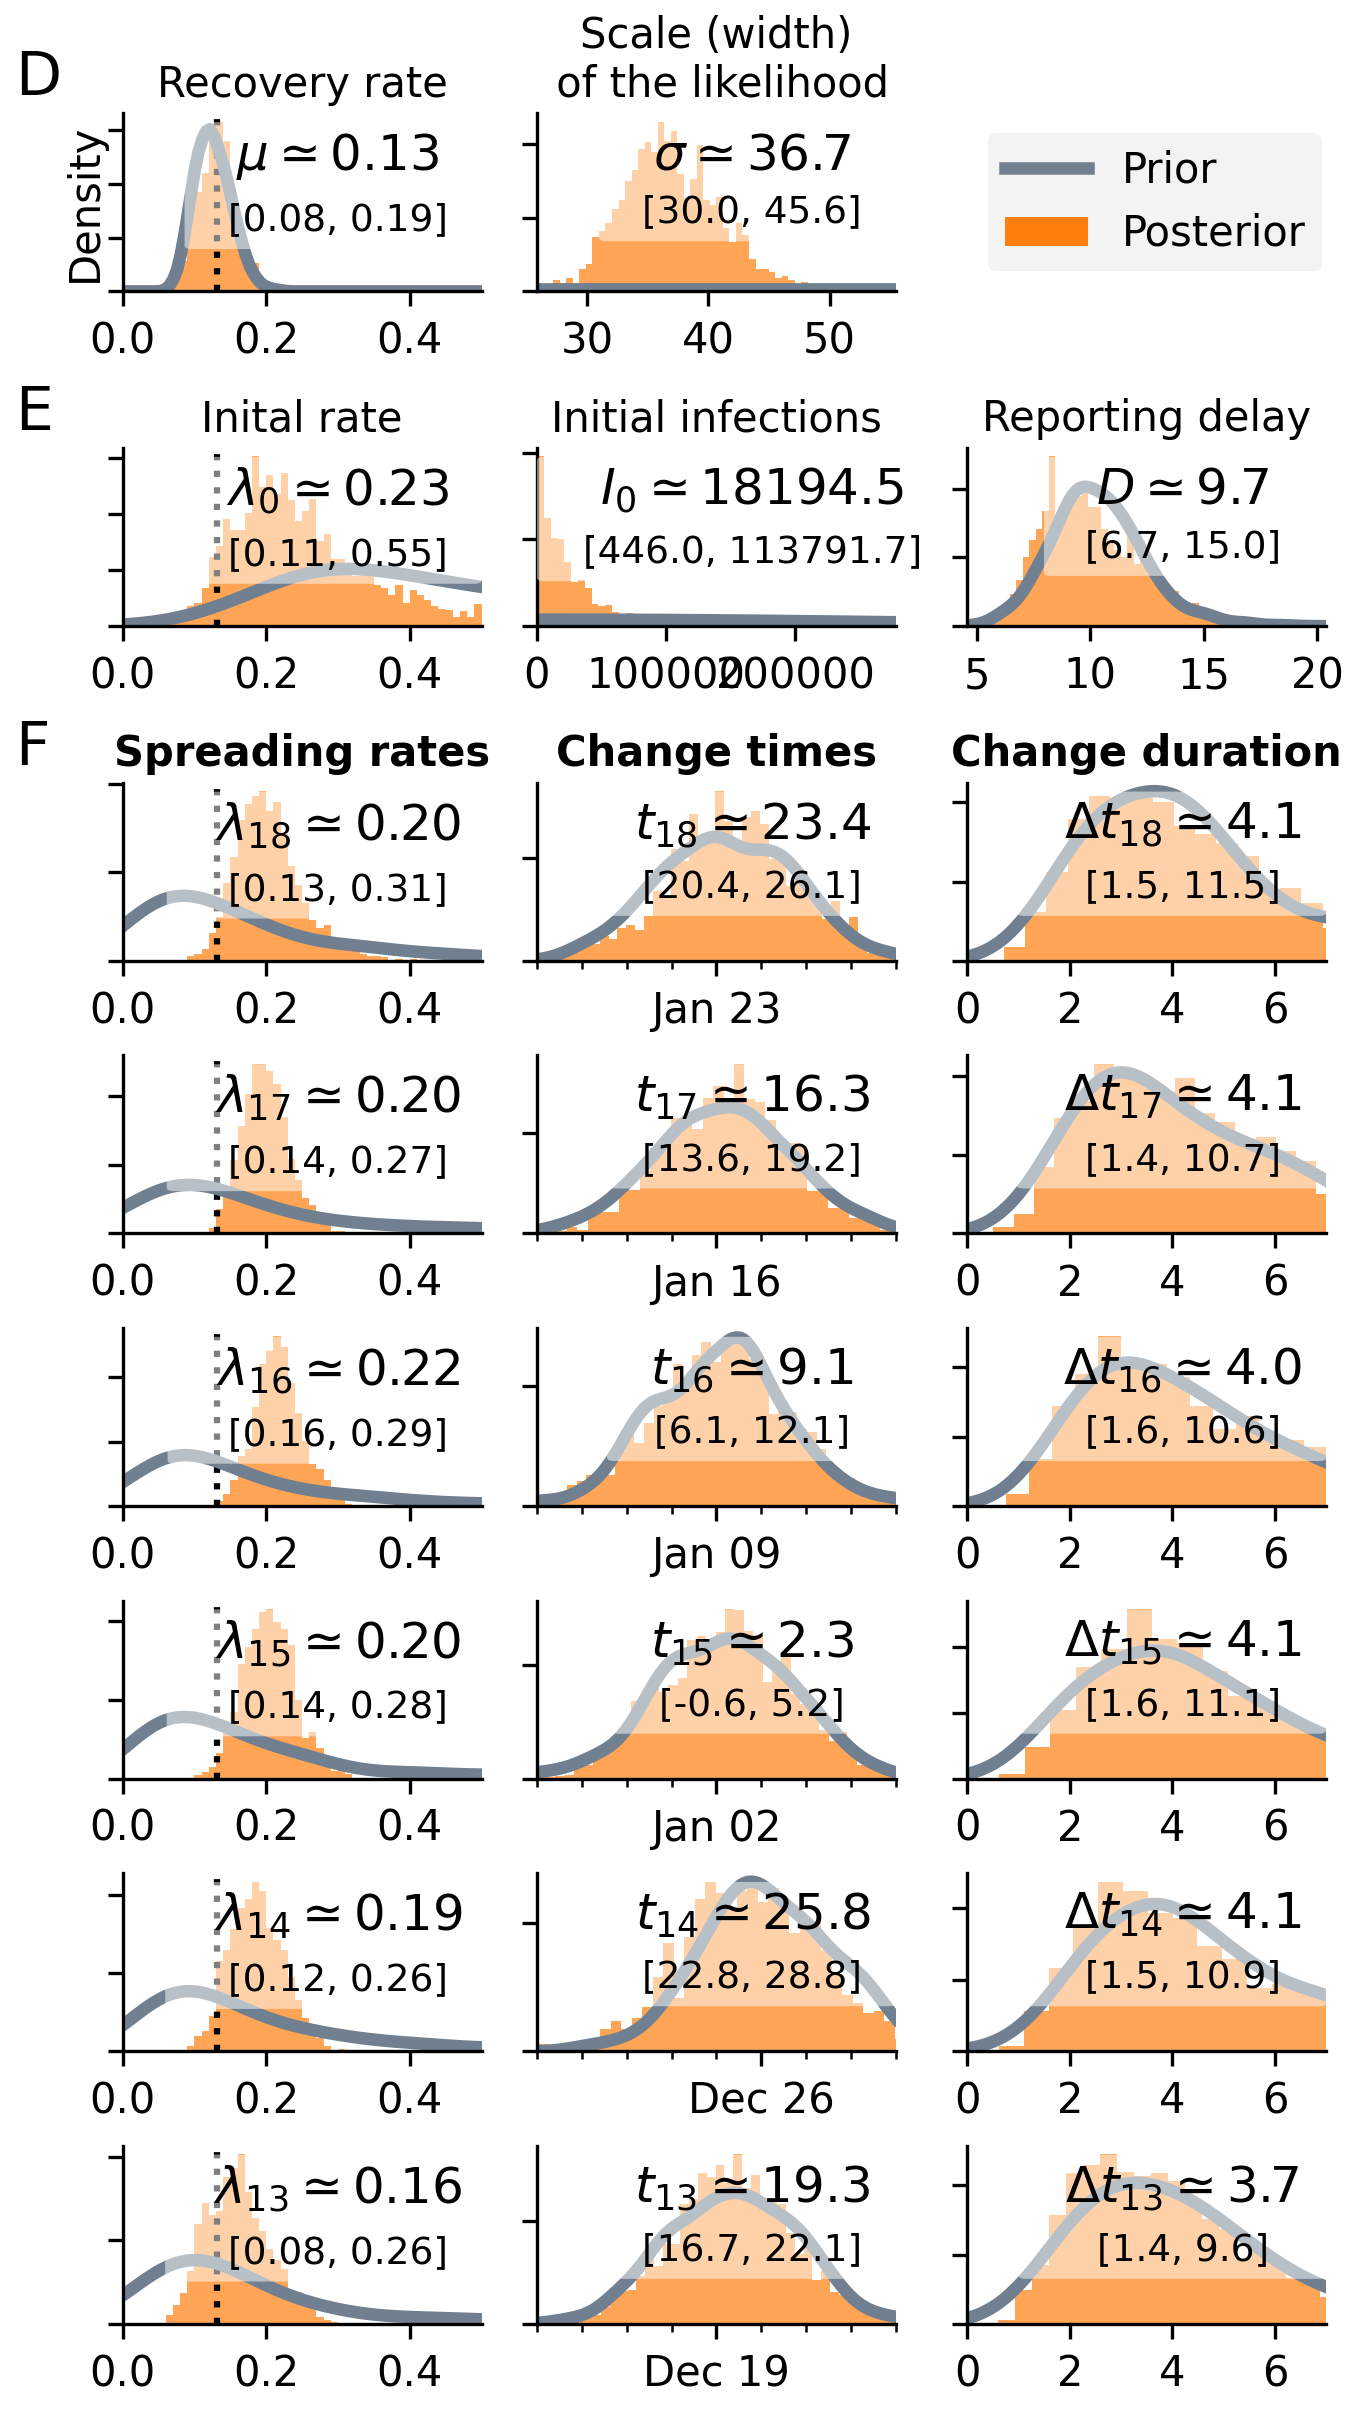 D
Recovery rate
Scale (width)
of the likelihood
Density
μ ≃ 0.13
[0.08, 0.19]
0.0 0.2 0.4
σ ≃ 36.7
[30.0, 45.6]
30 40 50
Prior
Posterior
E
Inital rate
λ0 ≃ 0.23
[0.11, 0.55]
0.0 0.2 0.4
Initial infections
I0 ≃ 18194.5
[446.0, 113791.7]
0 100000 200000
Reporting delay
D ≃ 9.7
[6.7, 15.0]
5 10 15 20
F
Spreading rates Change times Change duration
λ18 ≃ 0.20
[0.13, 0.31]
0.0 0.2 0.4
t18 ≃ 23.4
[20.4, 26.1]
Jan 23
Δt18 ≃ 4.1
[1.5, 11.5]
0 2 4 6
λ17 ≃ 0.20
[0.14, 0.27]
0.0 0.2 0.4
t17 ≃ 16.3
[13.6, 19.2]
Jan 16
Δt17 ≃ 4.1
[1.4, 10.7]
0 2 4 6
λ16 ≃ 0.22
[0.16, 0.29]
0.0 0.2 0.4
t16 ≃ 9.1
[6.1, 12.1]
Jan 09
Δt16 ≃ 4.0
[1.6, 10.6]
0 2 4 6
λ15 ≃ 0.20
[0.14, 0.28]
0.0 0.2 0.4
t15 ≃ 2.3
[-0.6, 5.2]
Jan 02
Δt15 ≃ 4.1
[1.6, 11.1]
0 2 4 6
λ14 ≃ 0.19
[0.12, 0.26]
0.0 0.2 0.4
t14 ≃ 25.8
[22.8, 28.8]
Dec 26
Δt14 ≃ 4.1
[1.5, 10.9]
0 2 4 6
λ13 ≃ 0.16
[0.08, 0.26]
0.0 0.2 0.4
t13 ≃ 19.3
[16.7, 22.1]
Dec 19
Δt13 ≃ 3.7
[1.4, 9.6]
0 2 4 6